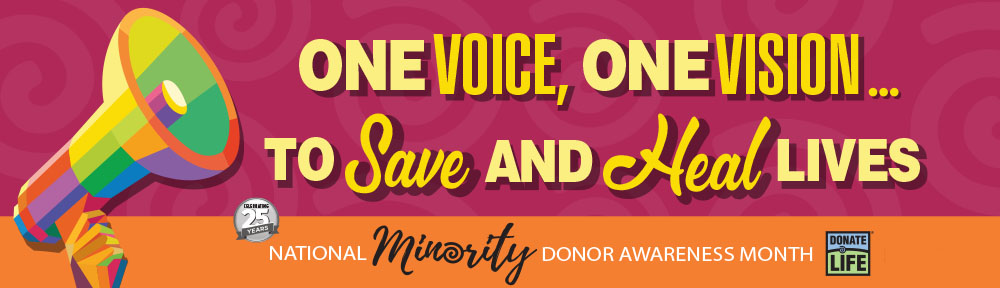 ONE VOICE, ONE VISION...
TO Save AND Heal LIVES
CELEBRATING
25
YEARS
NATIONAL Minority DONOR AWARENESS MONTH
DONATE
LIFE